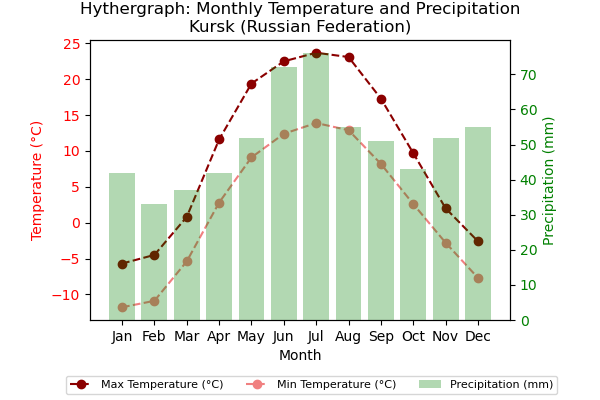 Hythergraph: Monthly Temperature and Precipitation
Kursk (Russian Federation)
Temperature (°C)
25
20
15
10
5
0
−5
−10
70
60
50
40
30
20
10
0
Precipitation (mm)
Jan Feb Mar Apr May Jun Jul Aug Sep Oct Nov Dec
Month
Max Temperature (°C) Min Temperature (°C) Precipitation (mm)